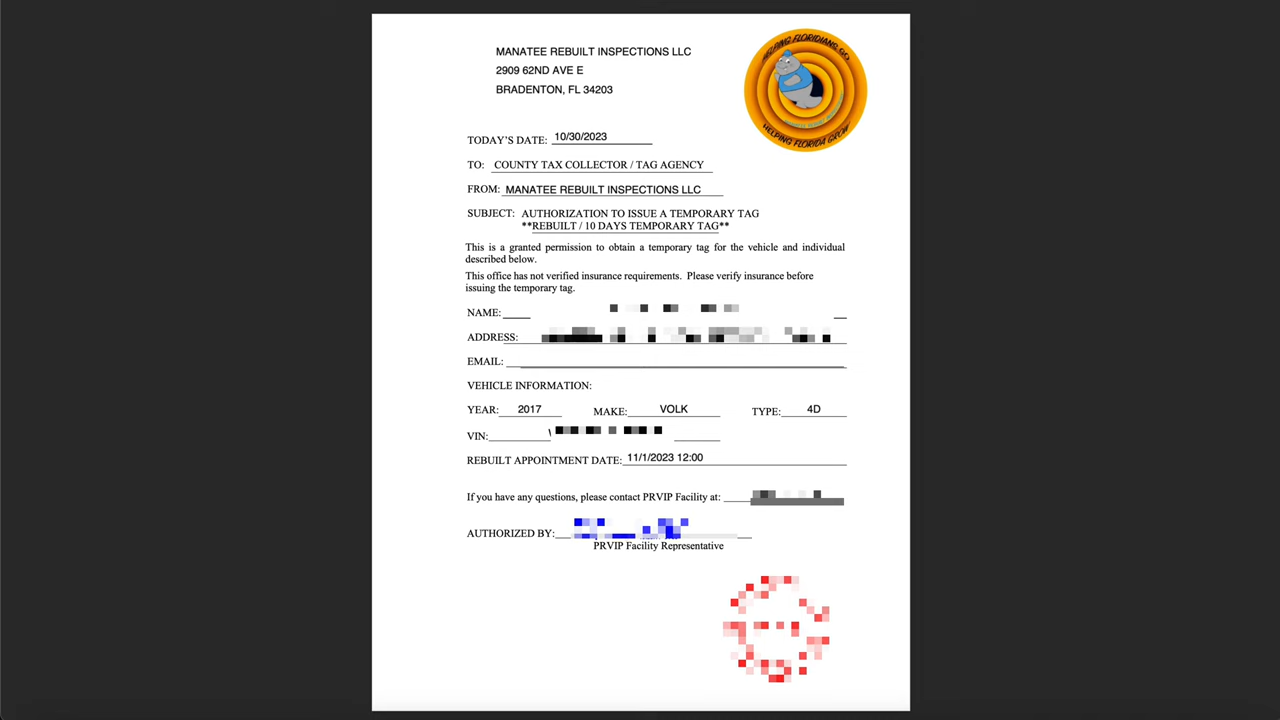 MANATEE REBUILT INSPECTIONS LLC
2909 62ND AVE E
BRADENTON, FL 34203
HELPING FLORIDIANS GO
HELPING FLORIDA GROW
TODAY'S DATE: 10/30/2023
TO: COUNTY TAX COLLECTOR / TAG AGENCY
FROM: MANATEE REBUILT INSPECTIONS LLC
SUBJECT: AUTHORIZATION TO ISSUE A TEMPORARY TAG
**REBUILT / 10 DAYS TEMPORARY TAG**
This is a granted permission to obtain a temporary tag for the vehicle and individual
described below.
This office has not verified insurance requirements. Please verify insurance before
issuing the temporary tag.
NAME:
ADDRESS:
EMAIL:
VEHICLE INFORMATION:
YEAR: 2017 MAKE: VOLK TYPE: 4D
VIN:
REBUILT APPOINTMENT DATE: 11/1/2023 12:00
If you have any questions, please contact PRVIP Facility at:
AUTHORIZED BY:
PRVIP Facility Representative